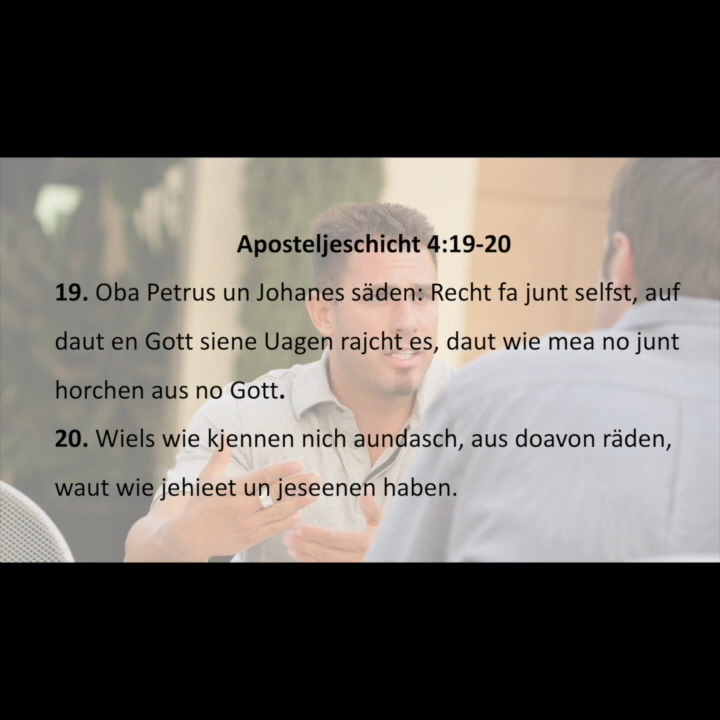 Aposteljeschicht 4:19-20
19. Oba Petrus un Johanes säden: Recht fa junt selfst, auf
daut en Gott siene Uagen rajcht es, daut wie mea no junt
horchen aus no Gott.
20. Wiels wie kjennen nich aundasch, aus doavon räden,
waut wie jehieet un jeseenen haben.